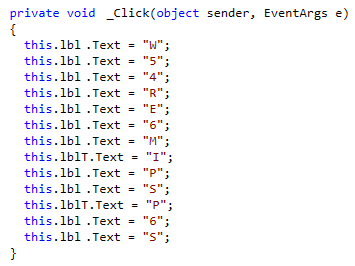 private void _Click(object sender, EventArgs e)
{
this.lbl .Text = "W";
this.lbl .Text = "5";
this.lbl .Text = "4";
this.lbl .Text = "R";
this.lbl .Text = "E";
this.lbl .Text = "6";
this.lbl .Text = "M";
this.lblT.Text = "I";
this.lbl .Text = "P";
this.lbl .Text = "S";
this.lblT.Text = "P";
this.lbl .Text = "6";
this.lbl .Text = "S";
}